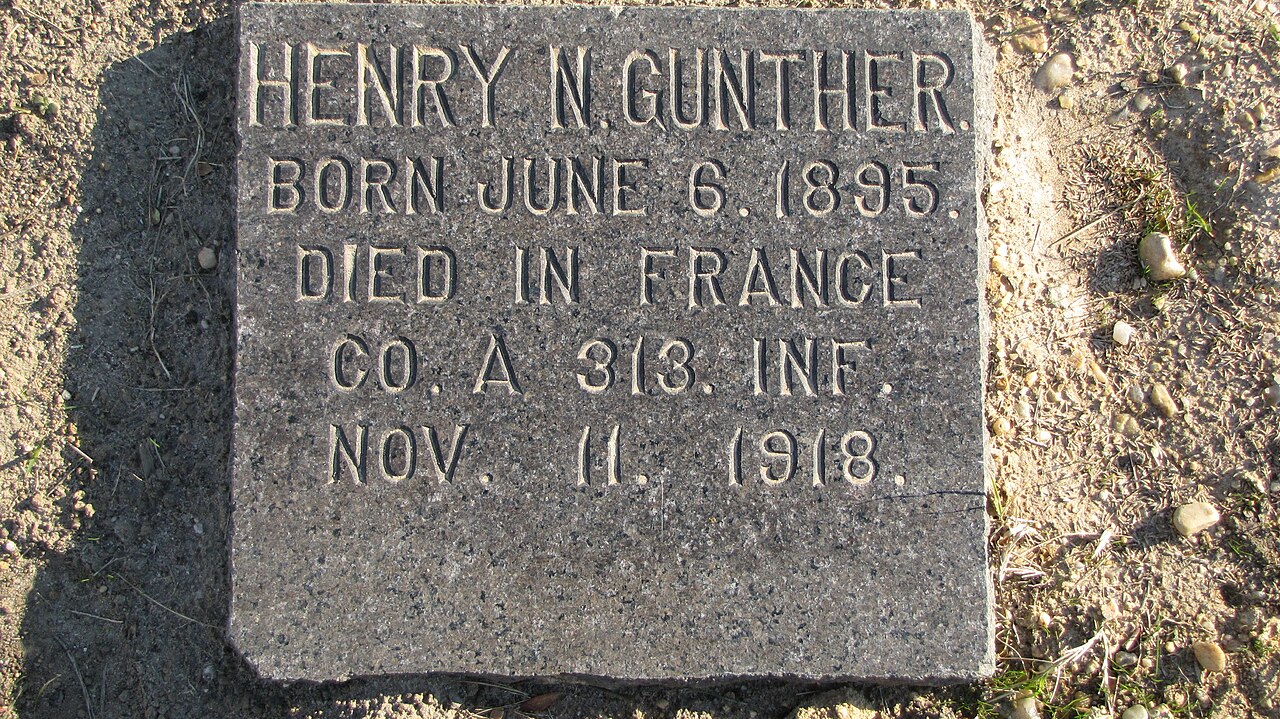 HENRY N. GUNTHER.
BORN JUNE 6. 1895.
DIED IN FRANCE
CO. A 313. INF.
NOV. 11. 1918.